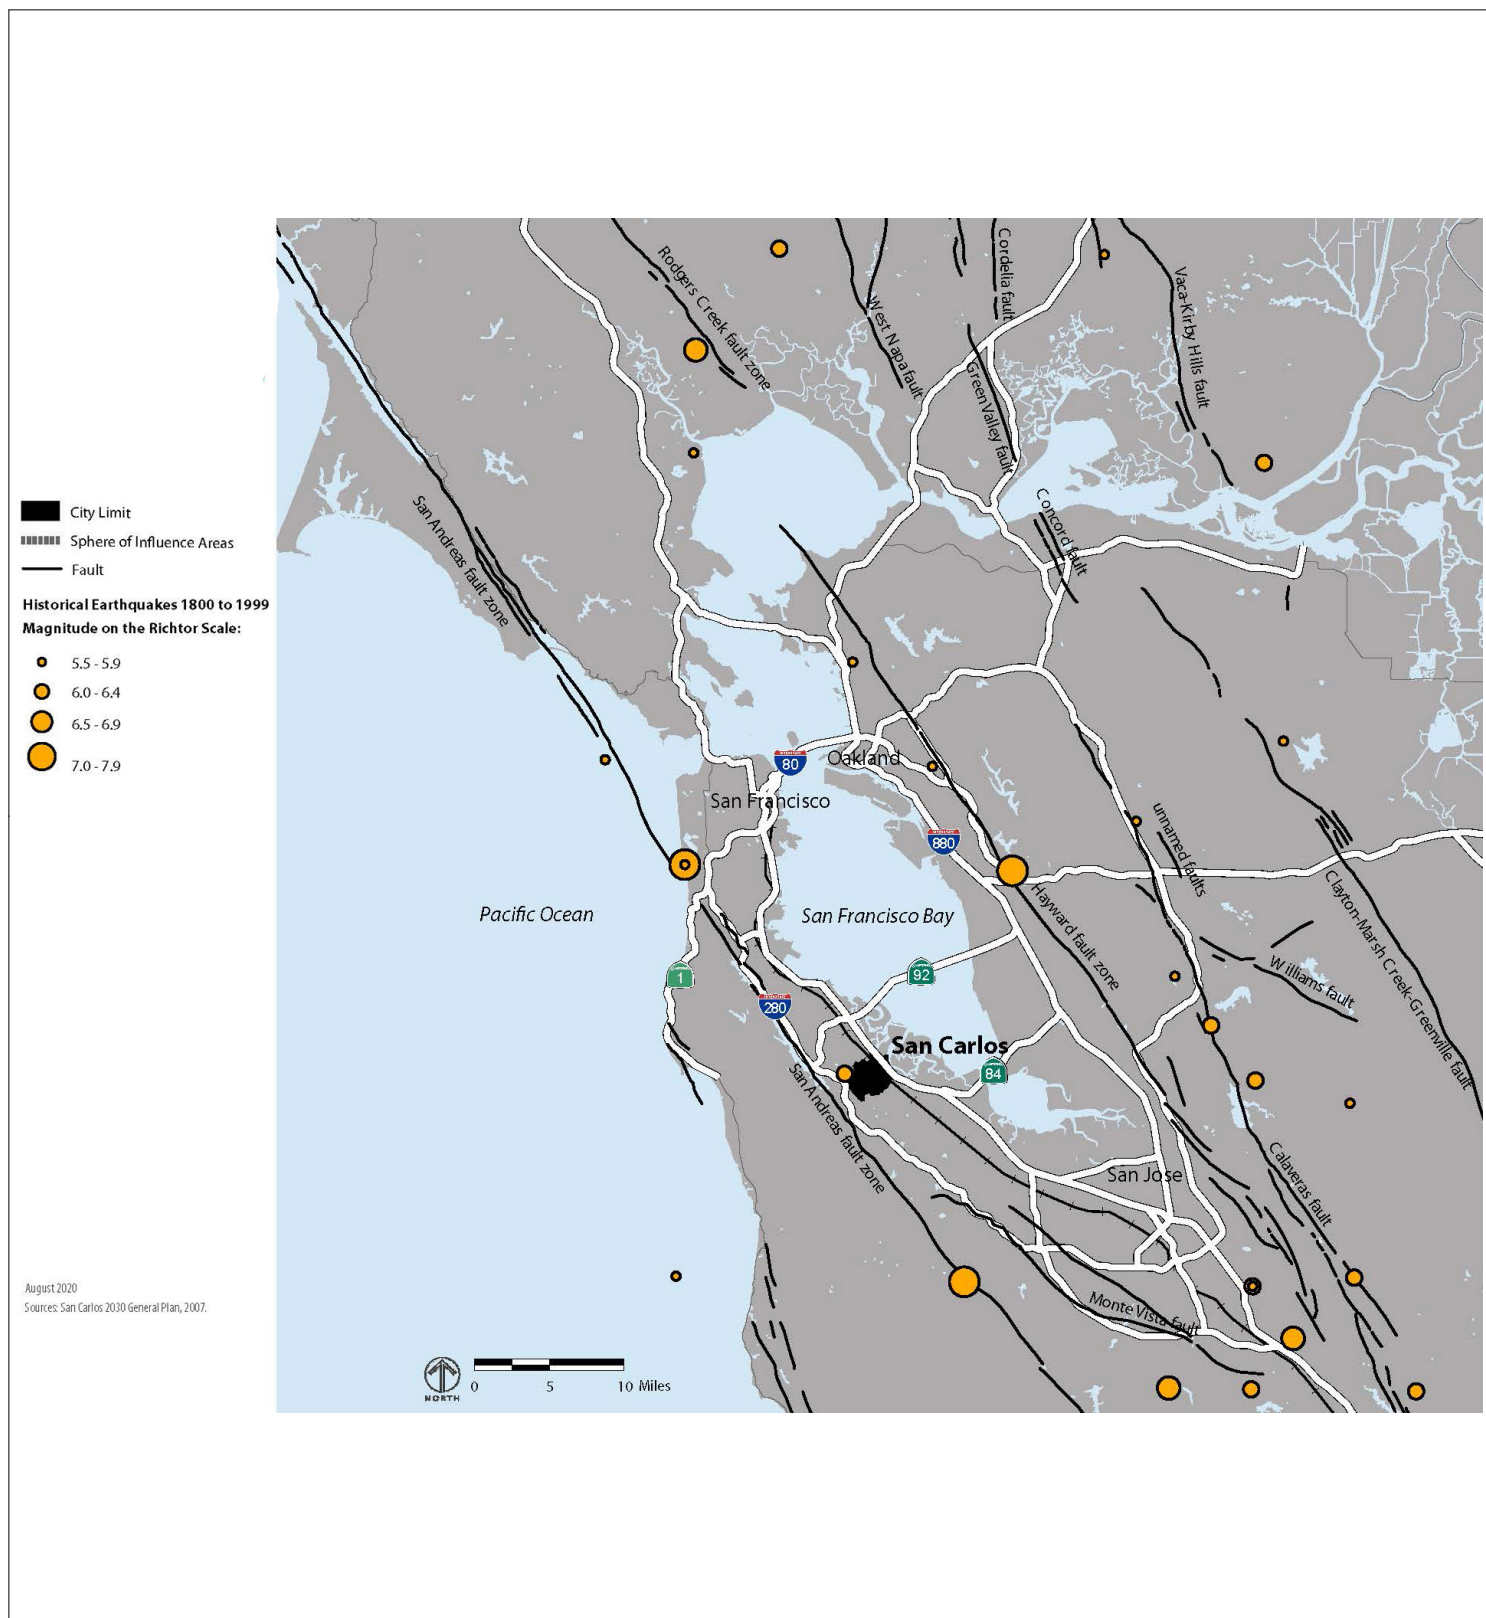 City Limit
Sphere of Influence Areas
Fault
Historical Earthquakes 1800 to 1999
Magnitude on the Richtor Scale:
5.5 - 5.9
6.0 - 6.4
6.5 - 6.9
7.0 - 7.9
August 2020
Sources: San Carlos 2030 General Plan, 2007.
Rodgers Creek fault zone
West Napa fault
Cordelia fault
Green Valley fault
Vaca-Kirby Hills fault
San Andreas fault zone
Concord fault
INTERSTATE
80
Oakland
San Francisco
880
unnamed faults
Clayton-Marsh Creek-Greenville fault
Pacific Ocean
San Francisco Bay
Hayward fault zone
Williams fault
CALIFORNIA
1
92
INTERSTATE
280
San Carlos
84
San Andreas fault zone
San Jose
Calaveras fault
Monte Vista fault
NORTH
0 5 10 Miles